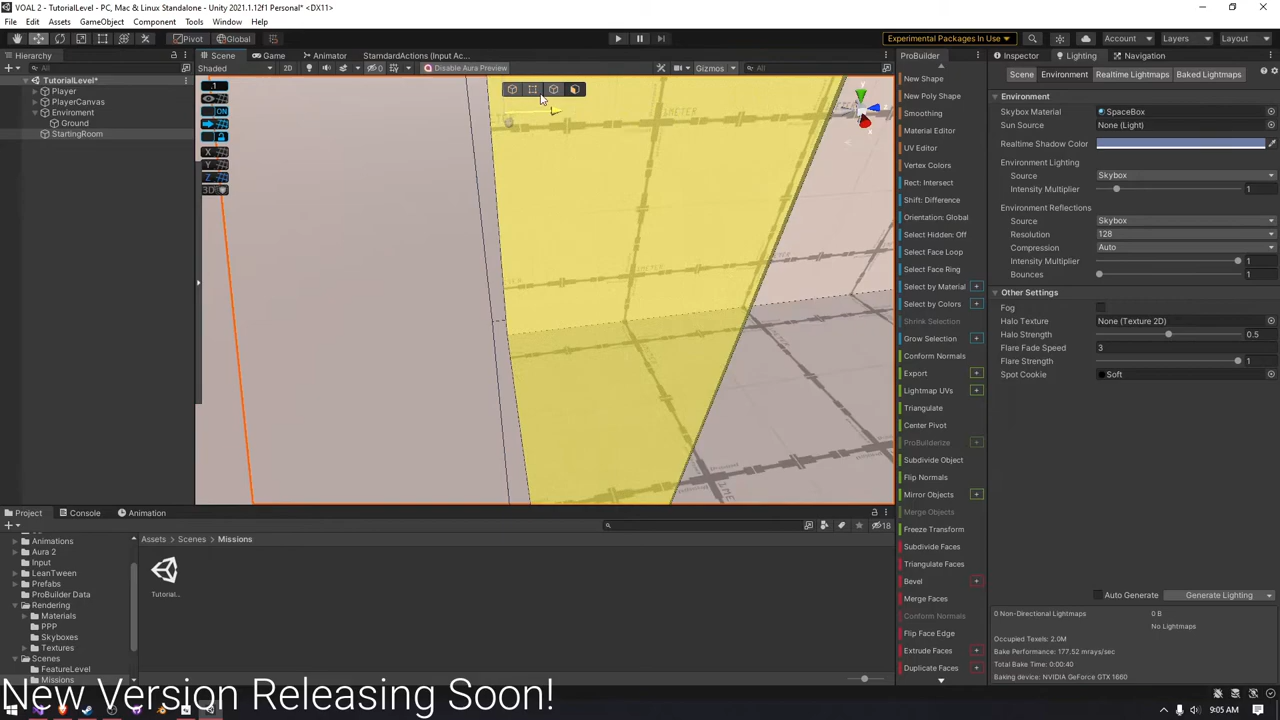 VOAL 2 - TutorialLevel - PC, Mac & Linux Standalone - Unity 2021.1.12f1 Personal* <DX11>
File Edit Assets GameObject Component Tools Window Help
Pivot Global Experimental Packages In Use Account Layers Layout
Hierarchy Scene Game Animator StarndardActions (Input Ac... ProBuilder Inspector Lighting Navigation
All Shaded 2D 0 Disable Aura Preview Gizmos All
Scene Environment Realtime Lightmaps Baked Lightmaps
TutorialLevel*
Player
PlayerCanvas
Enviroment
Ground
StartingRoom
.1
ON
X
Y
Z
3D
New Shape
New Poly Shape
Smoothing
Material Editor
UV Editor
Vertex Colors
Rect: Intersect
Shift: Difference
Orientation: Global
Select Hidden: Off
Select Face Loop
Select Face Ring
Select by Material
Select by Colors
Shrink Selection
Grow Selection
Conform Normals
Export
Lightmap UVs
Triangulate
Center Pivot
ProBuilderize
Subdivide Object
Flip Normals
Mirror Objects
Merge Objects
Freeze Transform
Subdivide Faces
Triangulate Faces
Bevel
Merge Faces
Conform Normals
Flip Face Edge
Extrude Faces
Duplicate Faces
Environment
Skybox Material SpaceBox
Sun Source None (Light)
Realtime Shadow Color
Environment Lighting
Source Skybox
Intensity Multiplier 1
Environment Reflections
Source Skybox
Resolution 128
Compression Auto
Intensity Multiplier 1
Bounces 1
Other Settings
Fog
Halo Texture None (Texture 2D)
Halo Strength 0.5
Flare Fade Speed 3
Flare Strength 1
Spot Cookie Soft
Auto Generate Generate Lighting
0 Non-Directional Lightmaps 0 B
No Lightmaps
Occupied Texels: 2.0M
Bake Performance: 177.52 mrays/sec
Total Bake Time: 0:00:40
Baking device: NVIDIA GeForce GTX 1660
Project Console Animation
18
Assets Scenes Missions
Animations
Aura 2
Input
LeanTween
Prefabs
ProBuilder Data
Rendering
Materials
PPP
Skyboxes
Textures
Scenes
FeatureLevel
Missions
Tutorial...
New Version Releasing Soon!
9:05 AM